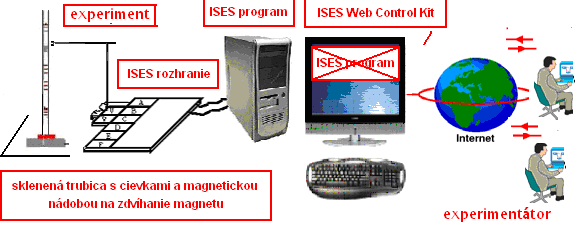 experiment
ISES program
ISES Web Control Kit
ISES program
ISES rozhranie
A
B
C
D
E
F
Internet
sklenená trubica s cievkami a magnetickou
nádobou na zdvíhanie magnetu
experimentátor